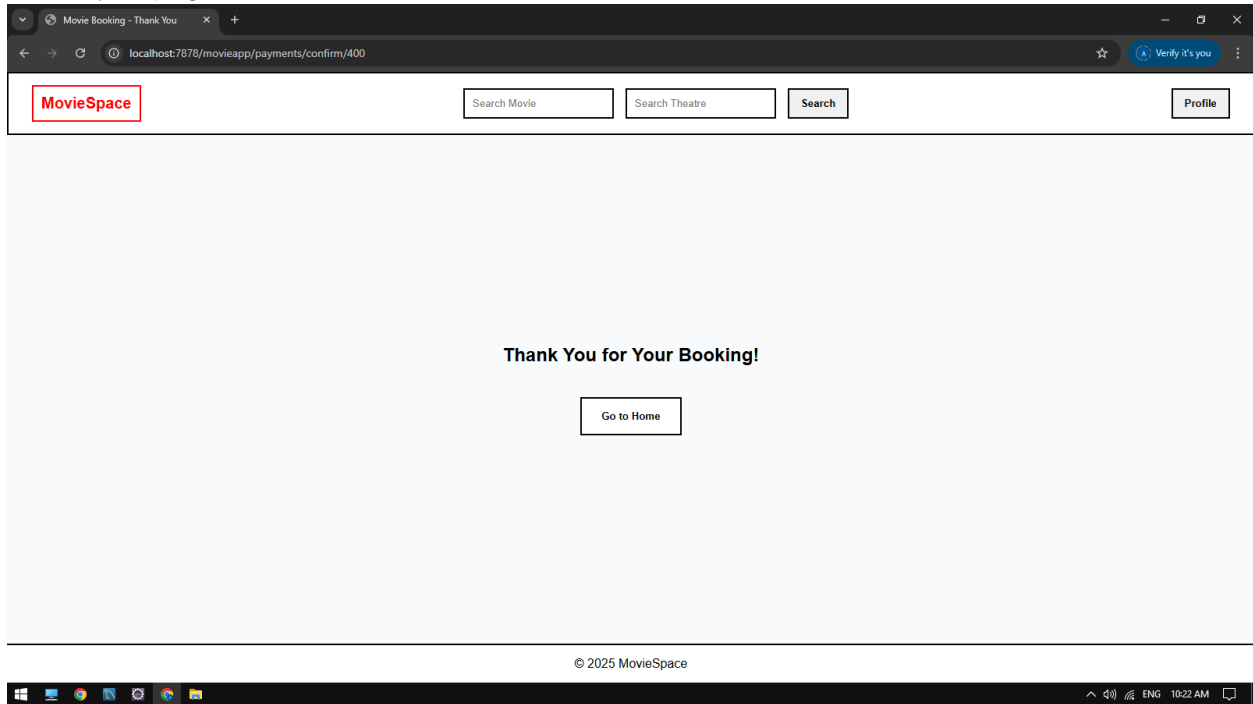 Movie Booking - Thank You
localhost:7878/movieapp/payments/confirm/400
A
Verify it's you
MovieSpace
Search Movie
Search Theatre
Search
Profile
Thank You for Your Booking!
Go to Home
© 2025 MovieSpace
ENG
10:22 AM